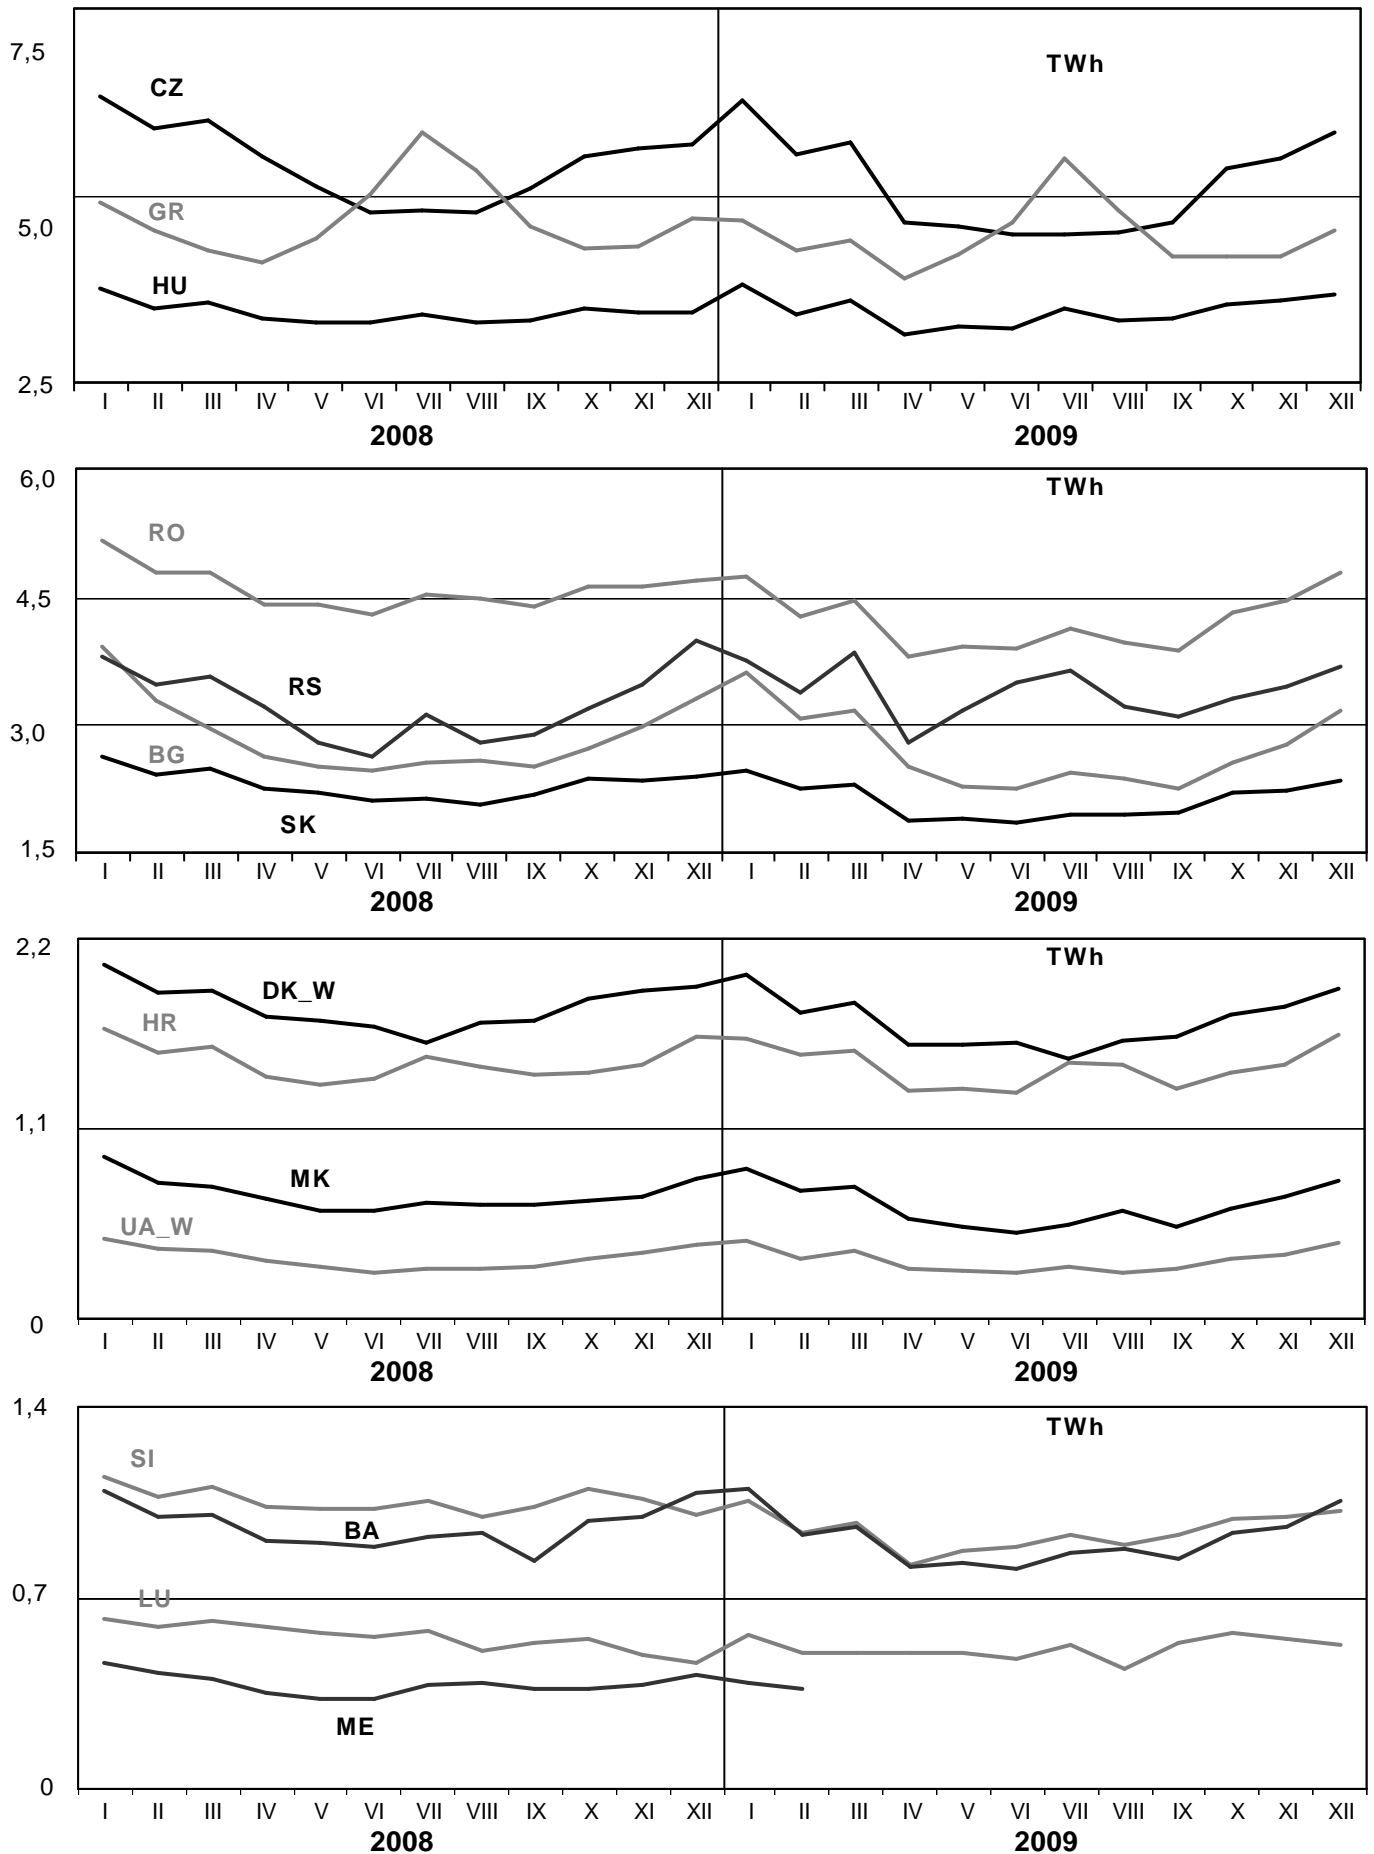 7,5
TWh
CZ
GR
5,0
HU
2,5
I II III IV V VI VII VIII IX X XI XII I II III IV V VI VII VIII IX X XI XII
2008 2009
6,0
TWh
RO
4,5
RS
3,0
BG
SK
1,5
I II III IV V VI VII VIII IX X XI XII I II III IV V VI VII VIII IX X XI XII
2008 2009
2,2
TWh
DK_W
HR
1,1
MK
UA_W
0
I II III IV V VI VII VIII IX X XI XII I II III IV V VI VII VIII IX X XI XII
2008 2009
1,4
TWh
SI
BA
0,7
LU
ME
0
I II III IV V VI VII VIII IX X XI XII I II III IV V VI VII VIII IX X XI XII
2008 2009